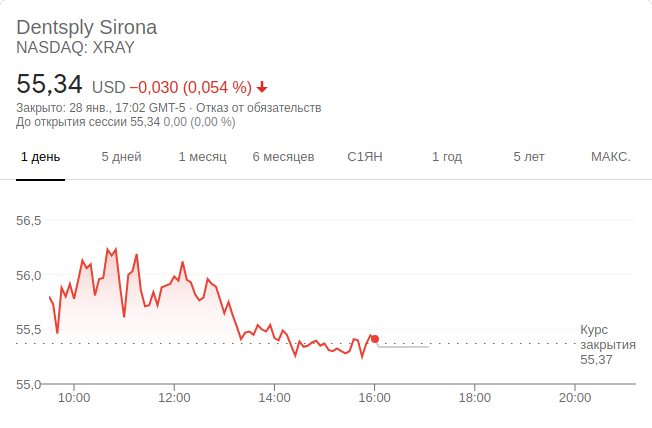 Dentsply Sirona
NASDAQ: XRAY
55,34 USD −0,030 (0,054 %)
Закрыто: 28 янв., 17:02 GMT-5 · Отказ от обязательств
До открытия сессии 55,34 0,00 (0,00 %)
1 день 5 дней 1 месяц 6 месяцев С1ЯН 1 год 5 лет МАКС.
56,5
56,0
55,5
Курс
закрытия
55,37
55,0
10:00 12:00 14:00 16:00 18:00 20:00